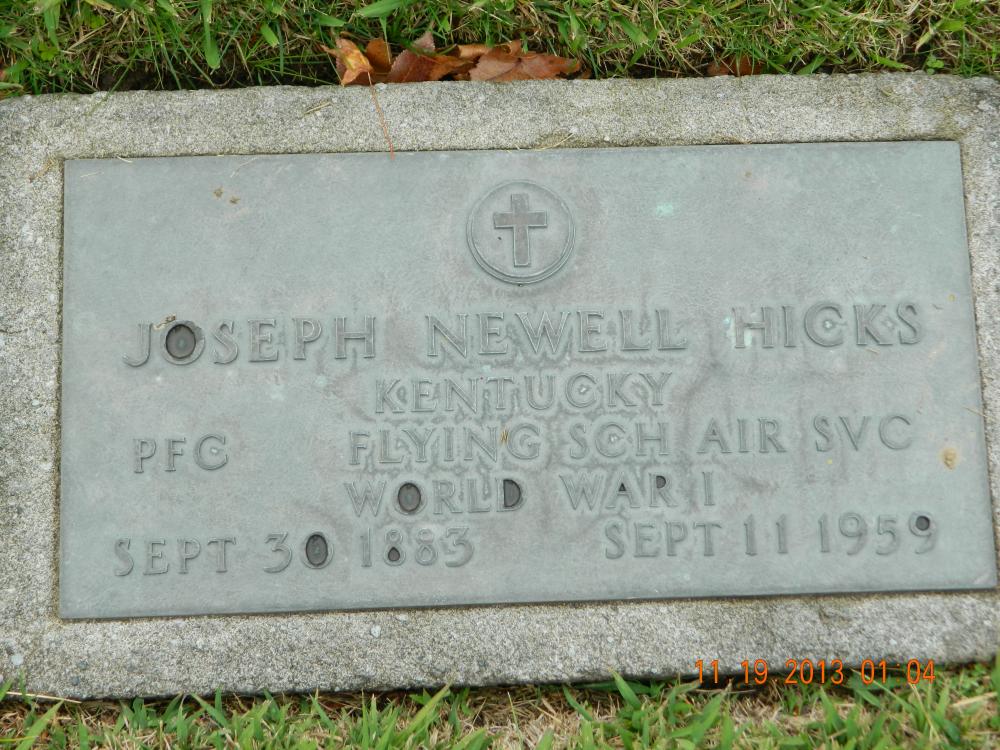 JOSEPH NEWELL HICKS
KENTUCKY
PFC FLYING SCH AIR SVC
WORLD WAR I
SEPT 30 1883 SEPT 11 1959
11 19 2013 01:04